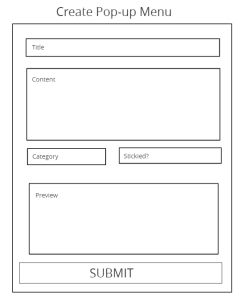 Create Pop-up Menu
Title
Content
Category
Stickied?
Preview
SUBMIT